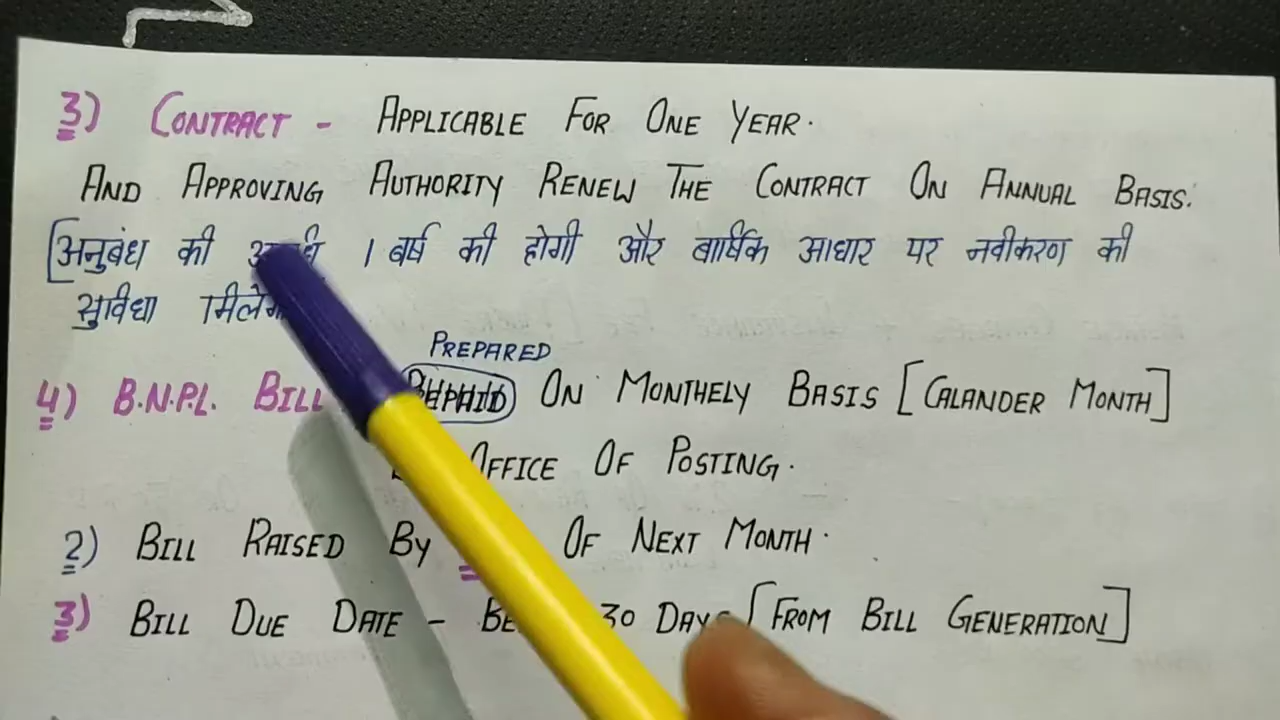 3) CONTRACT - APPLICABLE FOR ONE YEAR.
AND APPROVING AUTHORITY RENEW THE CONTRACT ON ANNUAL BASIS.
[अनुबंध की 1 वर्ष की होगी और वार्षिक आधार पर नवीकरण की
सुविधा
PREPARED
4) B.N.P.L. BILL ON MONTHELY BASIS [CALANDER MONTH]
OFFICE OF POSTING.
2) BILL RAISED BY OF NEXT MONTH.
3) BILL DUE DATE - 30 DAYS [FROM BILL GENERATION]